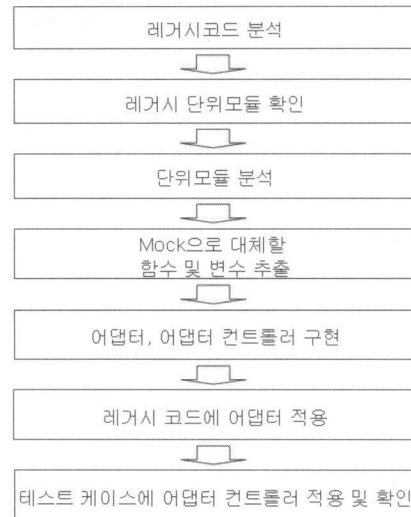 레거시코드 분석
레거시 단위모듈 확인
단위모듈 분석
Mock으로 대체할
함수 및 변수 추출
어댑터, 어댑터 컨트롤러 구현
레거시 코드에 어댑터 적용
테스트 케이스에 어댑터 컨트롤러 적용 및 확인